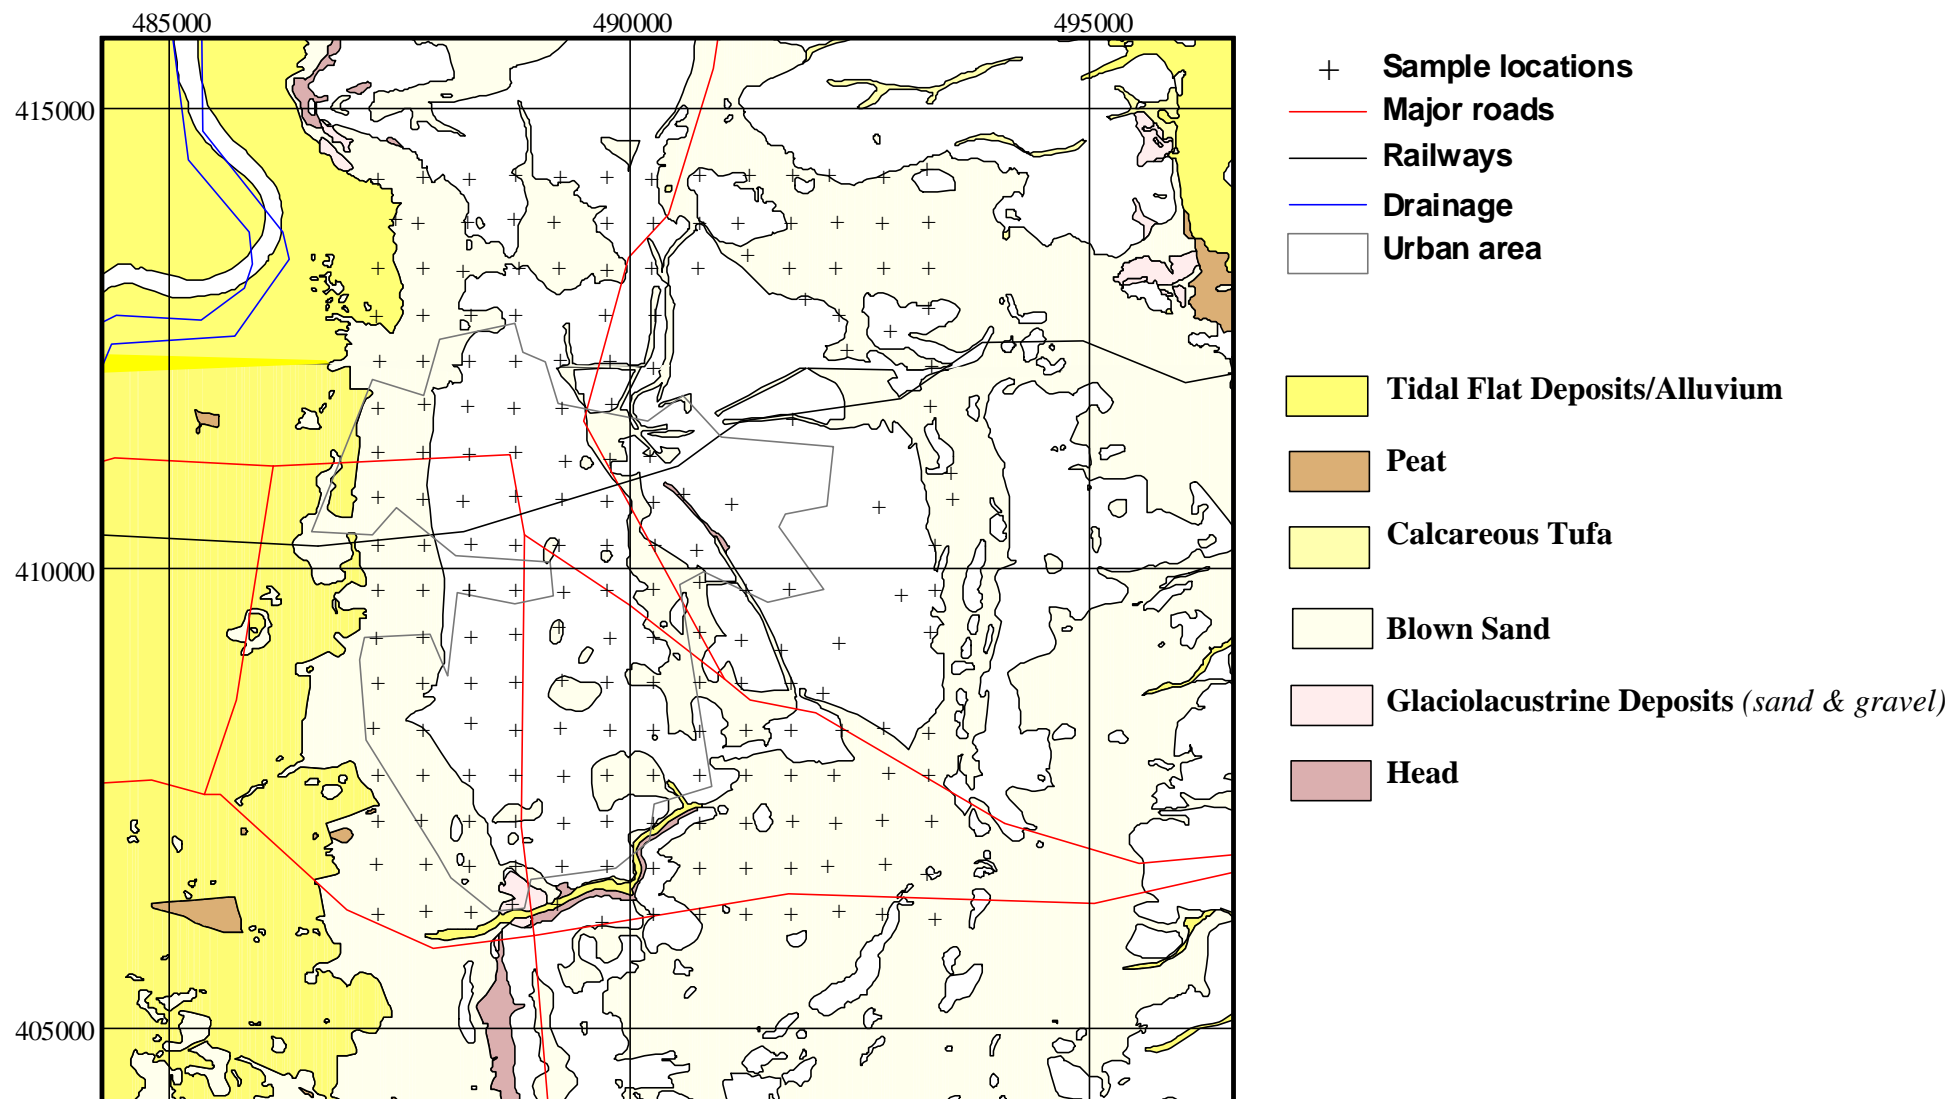 485000
490000
495000
415000
410000
405000
Sample locations
Major roads
Railways
Drainage
Urban area
Tidal Flat Deposits/Alluvium
Peat
Calcareous Tufa
Blown Sand
Glaciolacustrine Deposits (sand & gravel)
Head